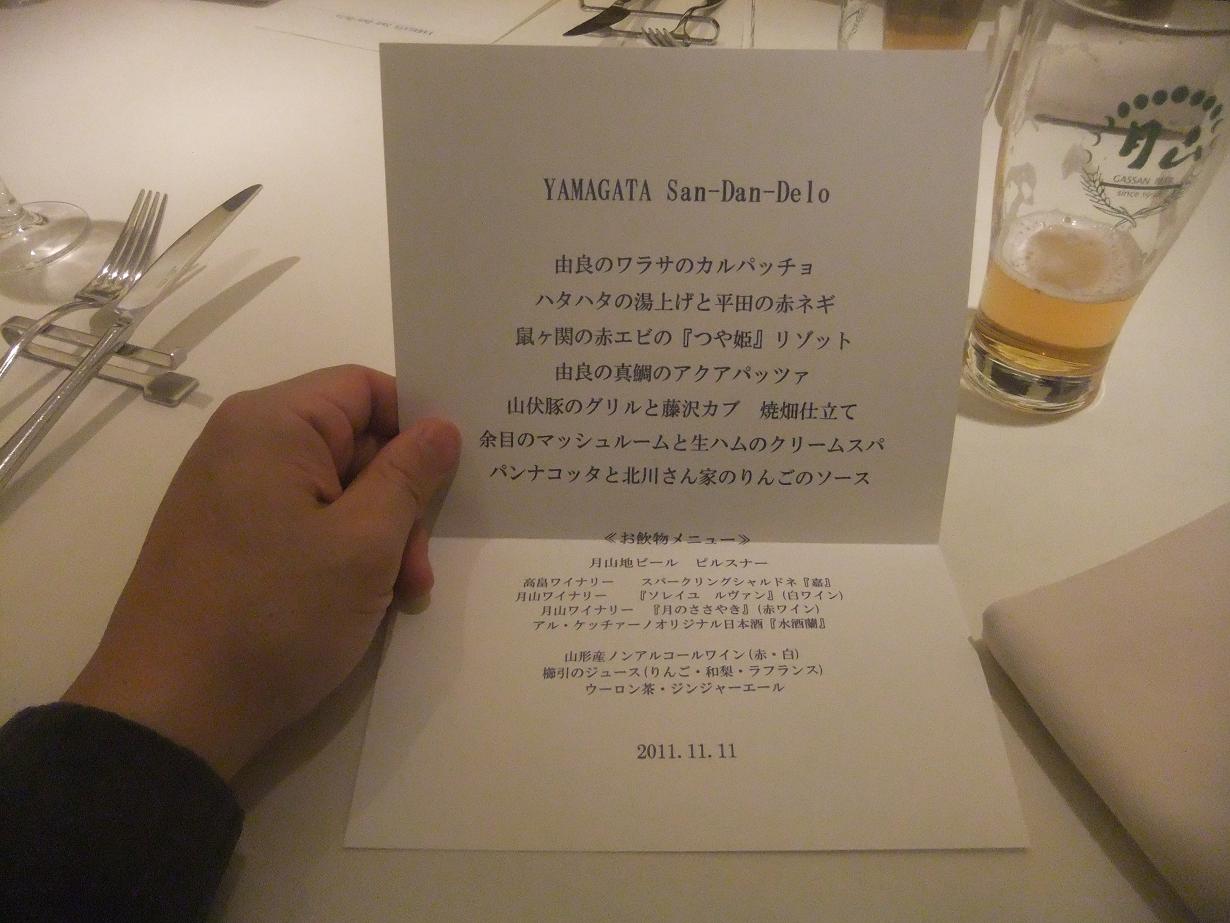 YAMAGATA San-Dan-Delo
由良のワラサのカルパッチョ
ハタハタの湯上げと平田の赤ネギ
鼠ヶ関の赤エビの『つや姫』リゾット
由良の真鯛のアクアパッツァ
山伏豚のグリルと藤沢カブ　焼畑仕立て
余目のマッシュルームと生ハムのクリームスパ
パンナコッタと北川さん家のりんごのソース
≪お飲物メニュー≫
月山地ビール　ピルスナー
高畠ワイナリー　　スパークリングシャルドネ『嘉』
月山ワイナリー　　『ソレイユ　ルヴァン』(白ワイン)
月山ワイナリー　『月のささやき』(赤ワイン)
アル・ケッチァーノオリジナル日本酒『水酒蘭』
山形産ノンアルコールワイン(赤・白)
櫛引のジュース(りんご・和梨・ラフランス)
ウーロン茶・ジンジャーエール
2011.11.11
月山
GASSAN BEER
since